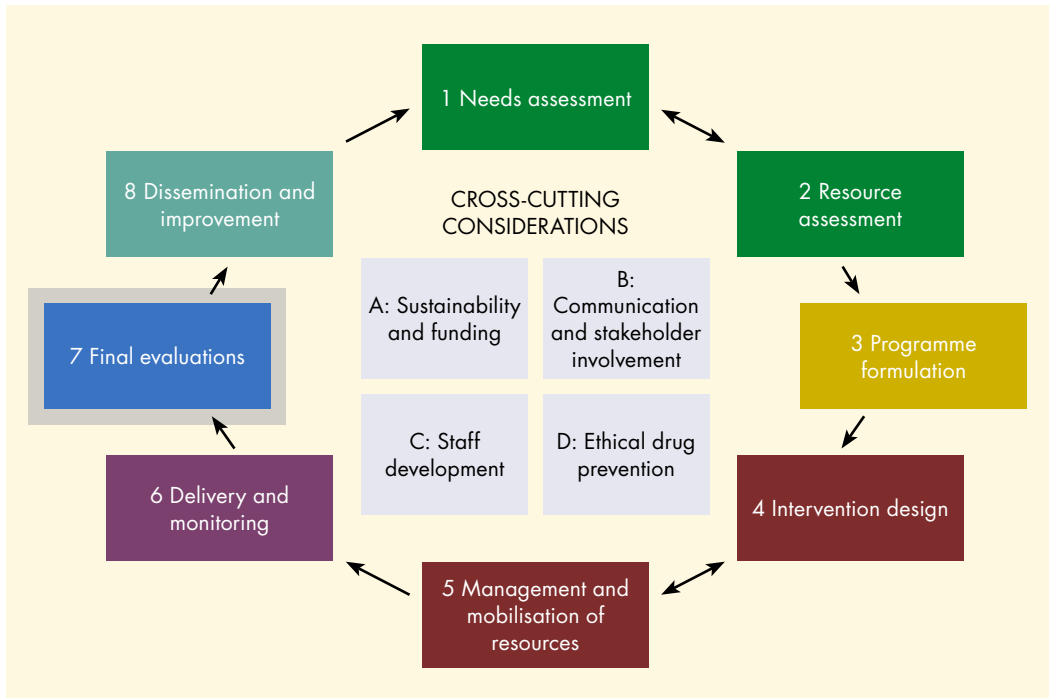 1 Needs assessment
2 Resource
assessment
3 Programme
formulation
4 Intervention design
5 Management and
mobilisation of
resources
6 Delivery and
monitoring
7 Final evaluations
8 Dissemination and
improvement
CROSS-CUTTING
CONSIDERATIONS
A: Sustainability
and funding
B:
Communication
and stakeholder
involvement
C: Staff
development
D: Ethical drug
prevention